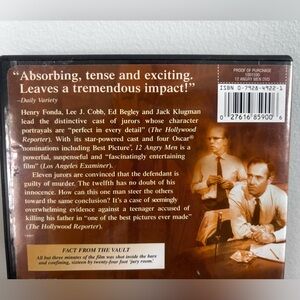 "Absorbing, tense and exciting.
Leaves a tremendous impact!"
–Daily Variety
Henry Fonda, Lee J. Cobb, Ed Begley and Jack Klugman
lead the distinctive cast of jurors whose character
portrayals are "perfect in every detail" (The Hollywood
Reporter). With its star-packed cast and four Oscar®
nominations including Best Picture, 12 Angry Men is a
powerful, suspenseful and "fascinatingly entertaining
film" (Los Angeles Examiner).
Eleven jurors are convinced that the defendant is
guilty of murder. The twelfth has no doubt of his
innocence. How can this one man steer the others
toward the same conclusion? It's a case of seemingly
overwhelming evidence against a teenager accused of
killing his father in "one of the best pictures ever made"
(The Hollywood Reporter).
FACT FROM THE VAULT
All but three minutes of the film was shot inside the bare
and confining, sixteen by twenty-four foot "jury room."
PROOF OF PURCHASE
1001590
12 ANGRY MEN DVD
ISBN 0-7928-4922-1
0 27616 85900 6